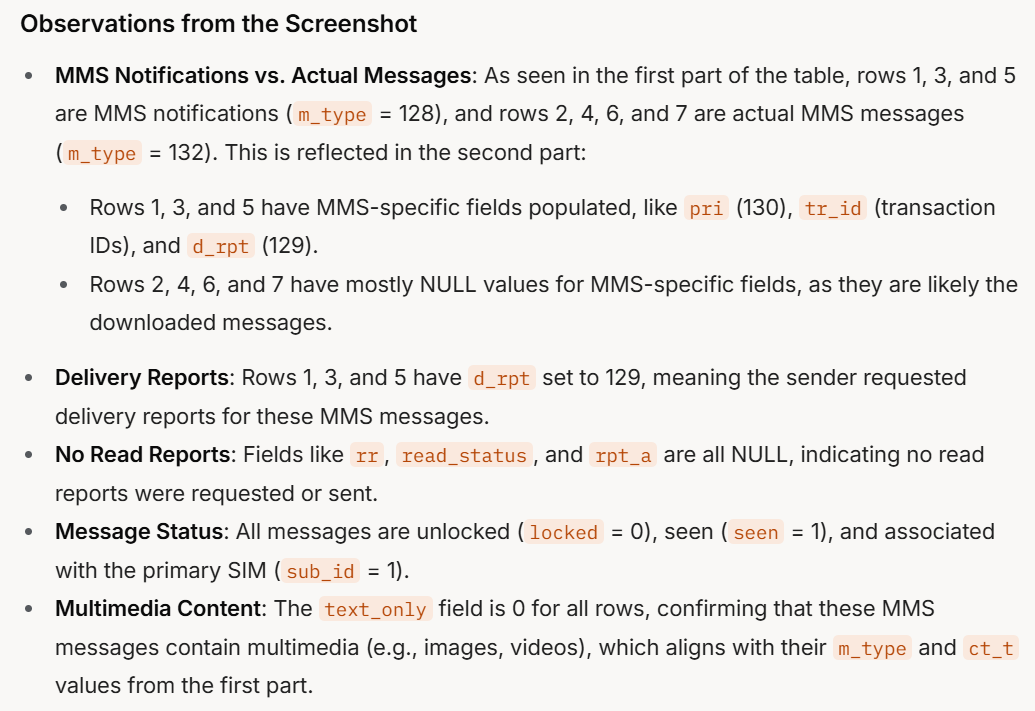 Observations from the Screenshot
• MMS Notifications vs. Actual Messages: As seen in the first part of the table, rows 1, 3, and 5
are MMS notifications (m_type = 128), and rows 2, 4, 6, and 7 are actual MMS messages
(m_type = 132). This is reflected in the second part:
• Rows 1, 3, and 5 have MMS-specific fields populated, like pri (130), tr_id (transaction
IDs), and d_rpt (129).
• Rows 2, 4, 6, and 7 have mostly NULL values for MMS-specific fields, as they are likely the
downloaded messages.
• Delivery Reports: Rows 1, 3, and 5 have d_rpt set to 129, meaning the sender requested
delivery reports for these MMS messages.
• No Read Reports: Fields like rr, read_status, and rpt_a are all NULL, indicating no read
reports were requested or sent.
• Message Status: All messages are unlocked (locked = 0), seen (seen = 1), and associated
with the primary SIM (sub_id = 1).
• Multimedia Content: The text_only field is 0 for all rows, confirming that these MMS
messages contain multimedia (e.g., images, videos), which aligns with their m_type and ct_t
values from the first part.